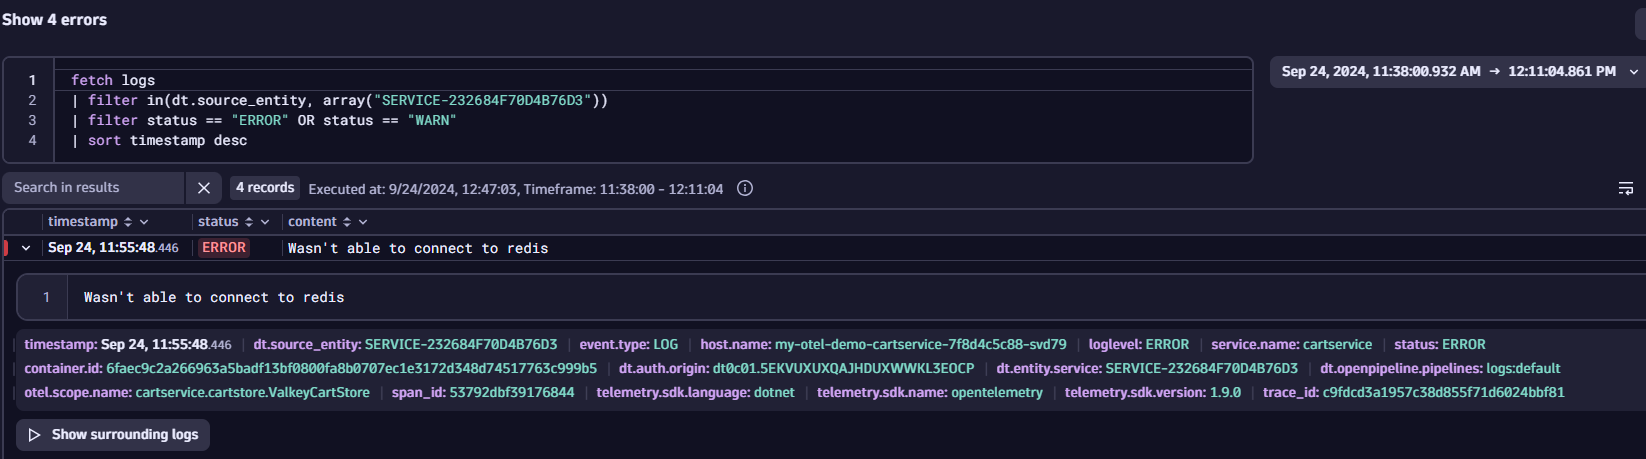 Show 4 errors
1 fetch logs
2 | filter in(dt.source_entity, array("SERVICE-232684F70D4B76D3"))
3 | filter status == "ERROR" OR status == "WARN"
4 | sort timestamp desc
Sep 24, 2024, 11:38:00.932 AM → 12:11:04.861 PM
Search in results 4 records Executed at: 9/24/2024, 12:47:03, Timeframe: 11:38:00 - 12:11:04
timestamp status content
Sep 24, 11:55:48.446 ERROR Wasn't able to connect to redis
1 Wasn't able to connect to redis
timestamp: Sep 24, 11:55:48.446 | dt.source_entity: SERVICE-232684F70D4B76D3 | event.type: LOG | host.name: my-otel-demo-cartservice-7f8d4c5c88-svd79 | loglevel: ERROR | service.name: cartservice | status: ERROR
container.id: 6faec9c2a266963a5badf13bf0800fa8b0707ec1e3172d348d74517763c999b5 | dt.auth.origin: dt0c01.5EKVUXUXQAJHDUXWWKL3EOCP | dt.entity.service: SERVICE-232684F70D4B76D3 | dt.openpipeline.pipelines: logs:default
otel.scope.name: cartservice.cartstore.ValkeyCartStore | span_id: 53792dbf39176844 | telemetry.sdk.language: dotnet | telemetry.sdk.name: opentelemetry | telemetry.sdk.version: 1.9.0 | trace_id: c9fdcd3a1957c38d855f71d6024bbf81
Show surrounding logs